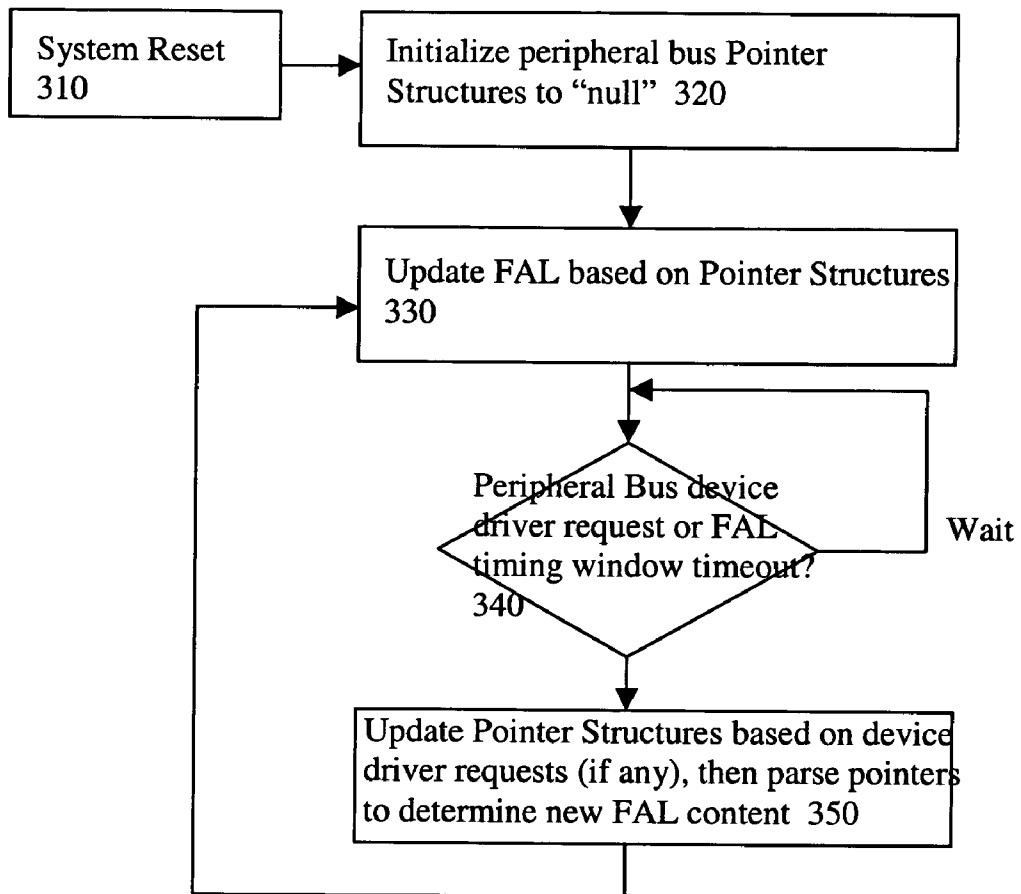 System Reset
310
Initialize peripheral bus Pointer
Structures to “null” 320
Update FAL based on Pointer Structures
330
Peripheral Bus device
driver request or FAL
timing window timeout?
340
Wait
Update Pointer Structures based on device
driver requests (if any), then parse pointers
to determine new FAL content 350